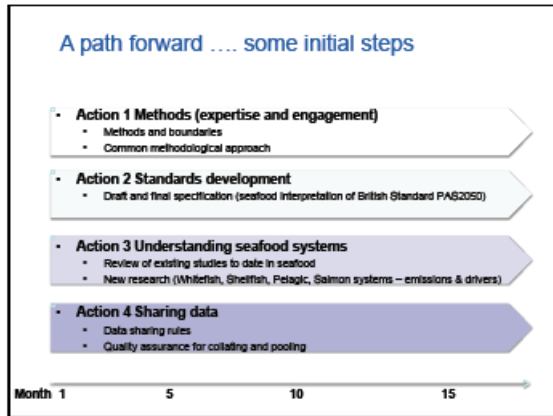 A path forward .... some initial steps
▪ Action 1 Methods (expertise and engagement)
▪ Methods and boundaries
▪ Common methodological approach
▪ Action 2 Standards development
▪ Draft and final specification (seafood interpretation of British Standard PAS2050)
▪ Action 3 Understanding seafood systems
▪ Review of existing studies to date in seafood
▪ New research (Whitefish, Shellfish, Pelagic, Salmon systems – emissions & drivers)
▪ Action 4 Sharing data
▪ Data sharing rules
▪ Quality assurance for collating and pooling
Month 1 5 10 15